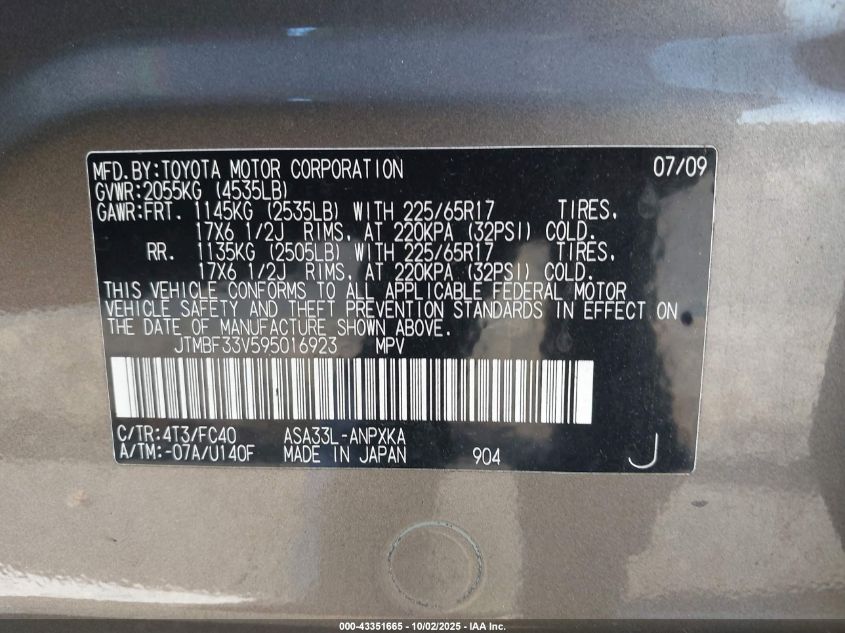 MFD.BY:TOYOTA MOTOR CORPORATION 07/09
GVWR:2055KG (4535LB)
GAWR:FRT. 1145KG (2535LB) WITH 225/65R17 TIRES,
17X6 1/2J RIMS, AT 220KPA (32PSI) COLD.
RR. 1135KG (2505LB) WITH 225/65R17 TIRES,
17X6 1/2J RIMS, AT 220KPA (32PSI) COLD.
THIS VEHICLE CONFORMS TO ALL APPLICABLE FEDERAL MOTOR
VEHICLE SAFETY AND THEFT PREVENTION STANDARDS IN EFFECT ON
THE DATE OF MANUFACTURE SHOWN ABOVE.
JTMBF33V595016923 MPV
C/TR:4T3/FC40 ASA33L-ANPXKA
A/TM:-07A/U140F MADE IN JAPAN 904 J
000-43351665 - 10/02/2025 - IAA Inc.